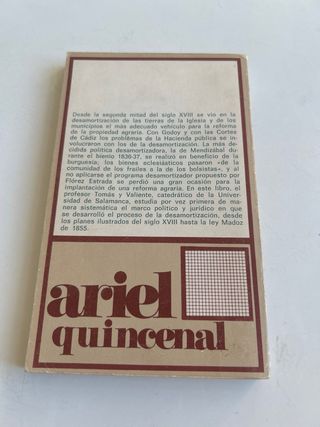 Desde la segunda mitad del siglo XVIII se vio en la
desamortización de las tierras de la Iglesia y de los
municipios el más adecuado vehículo para la reforma
de la propiedad agraria. Con Godoy y con las Cortes
de Cádiz los problemas de la Hacienda pública se in-
volucraron con los de la desamortización. La más de-
cidida política desamortizadora, la de Mendizábal du-
rante el bienio 1836-37, se realizó en beneficio de la
burguesía; los bienes eclesiásticos pasaron «de la
comunidad de los frailes a la de los bolsistas», y
al no aplicarse el programa desamortizador propuesto por
Flórez Estrada se perdió una gran ocasión para la
implantación de una reforma agraria. En este libro, el
profesor Tomás y Valiente, catedrático de la Univer-
sidad de Salamanca, estudia por vez primera de ma-
nera sistemática el marco político y jurídico en que
se desarrolló el proceso de la desamortización, desde
los planes ilustrados del siglo XVIII hasta la ley Madoz
de 1855.
ariel
quincenal